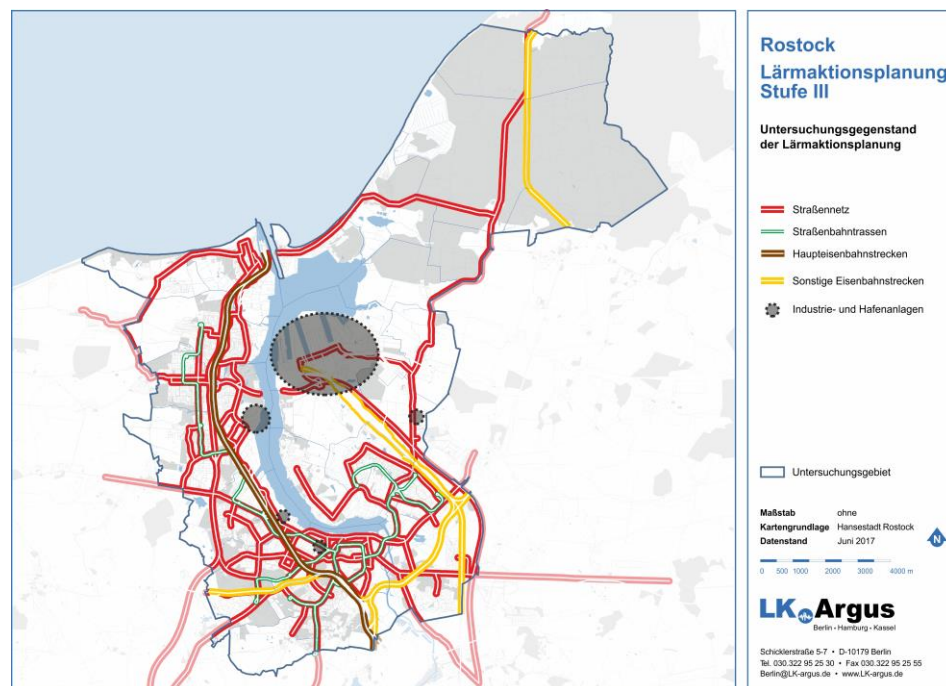 Rostock
Lärmaktionsplanung
Stufe III
Untersuchungsgegenstand
der Lärmaktionsplanung
Straßennetz
Straßenbahntrassen
Haupteisenbahnstrecken
Sonstige Eisenbahnstrecken
Industrie- und Hafenanlagen
Untersuchungsgebiet
Maßstab ohne
Kartengrundlage Hansestadt Rostock
Datenstand Juni 2017
N
0 500 1000 2000 3000 4000 m
LK Argus
Berlin • Hamburg • Kassel
Schicklerstraße 5-7 • D-10179 Berlin
Tel. 030.322 95 25 30 • Fax 030.322 95 25 55
Berlin@LK-argus.de • www.LK-argus.de